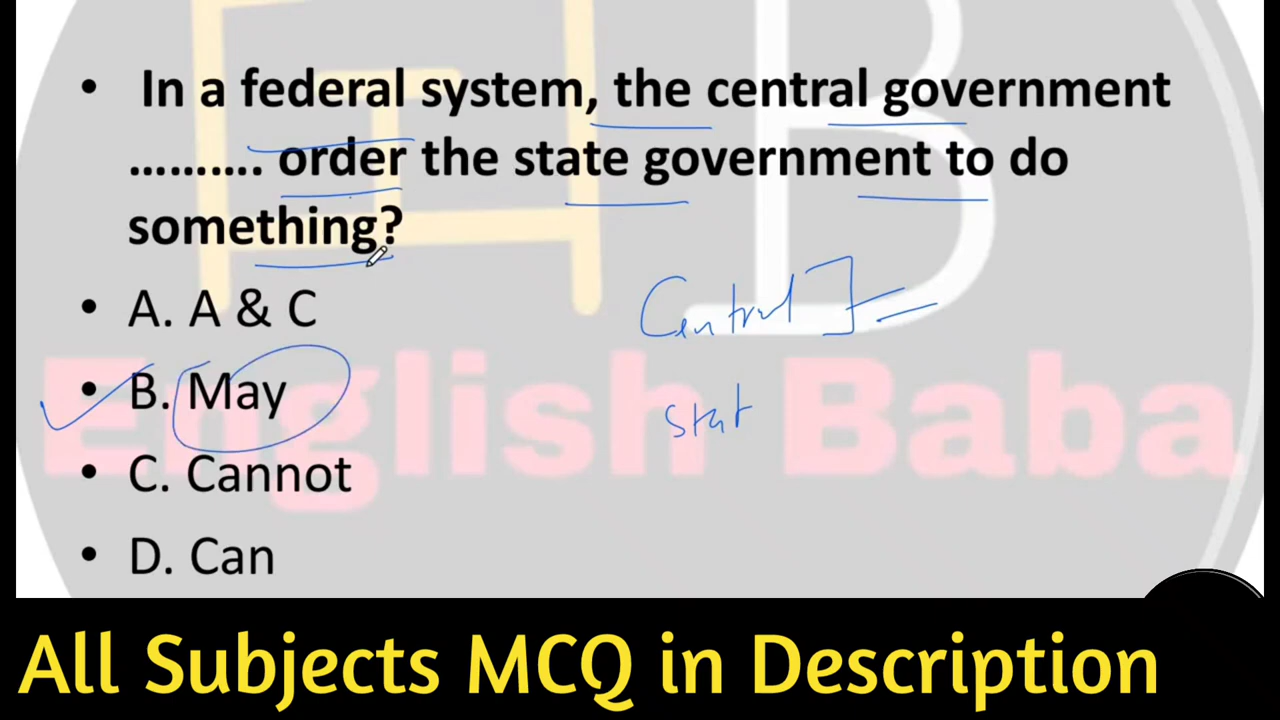 • In a federal system, the central government
………. order the state government to do
something?
• A. A & C
• B. May
• C. Cannot
• D. Can
Central
stat
English Baba
All Subjects MCQ in Description